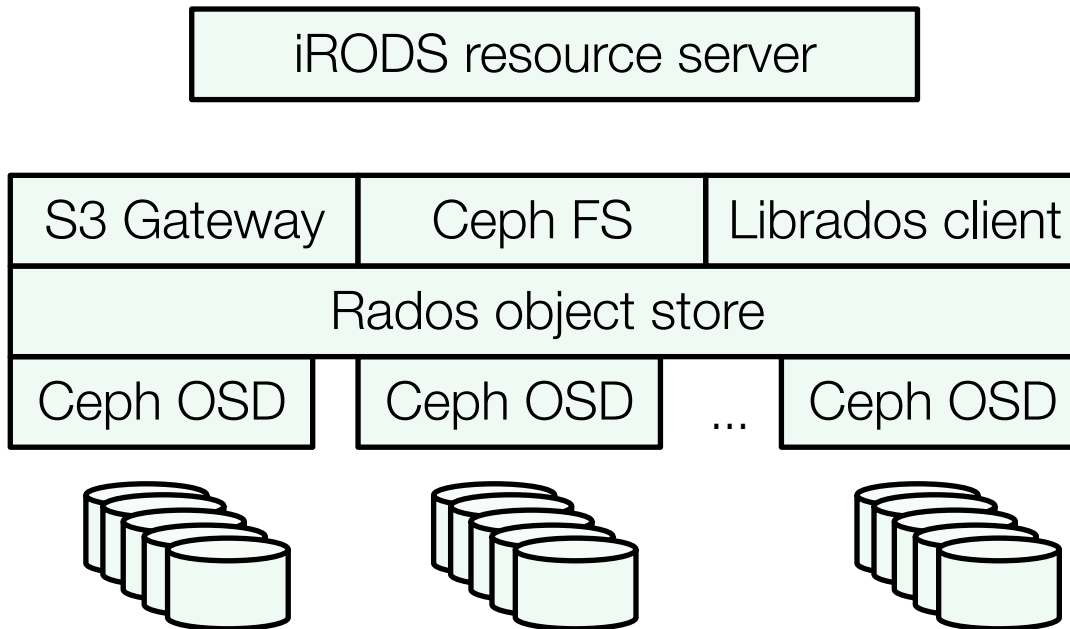 iRODS resource server
S3 Gateway Ceph FS Librados client
Rados object store
Ceph OSD Ceph OSD ... Ceph OSD